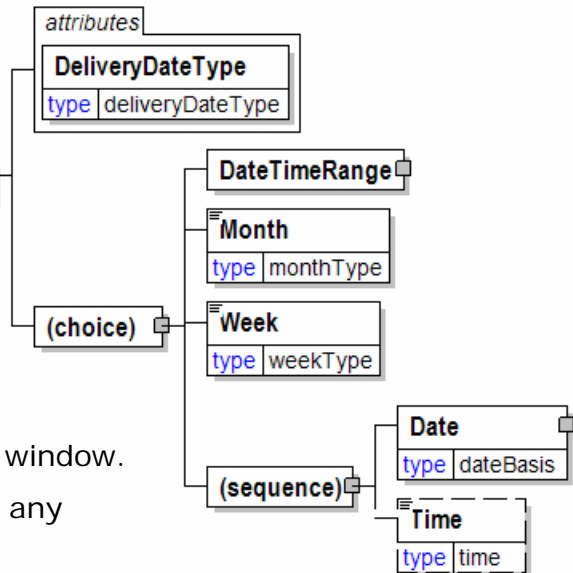 attributes
DeliveryDateType
type deliveryDateType
DateTimeRange
Month
type monthType
(choice)
Week
type weekType
window.
any
(sequence)
Date
type dateBasis
Time
type time